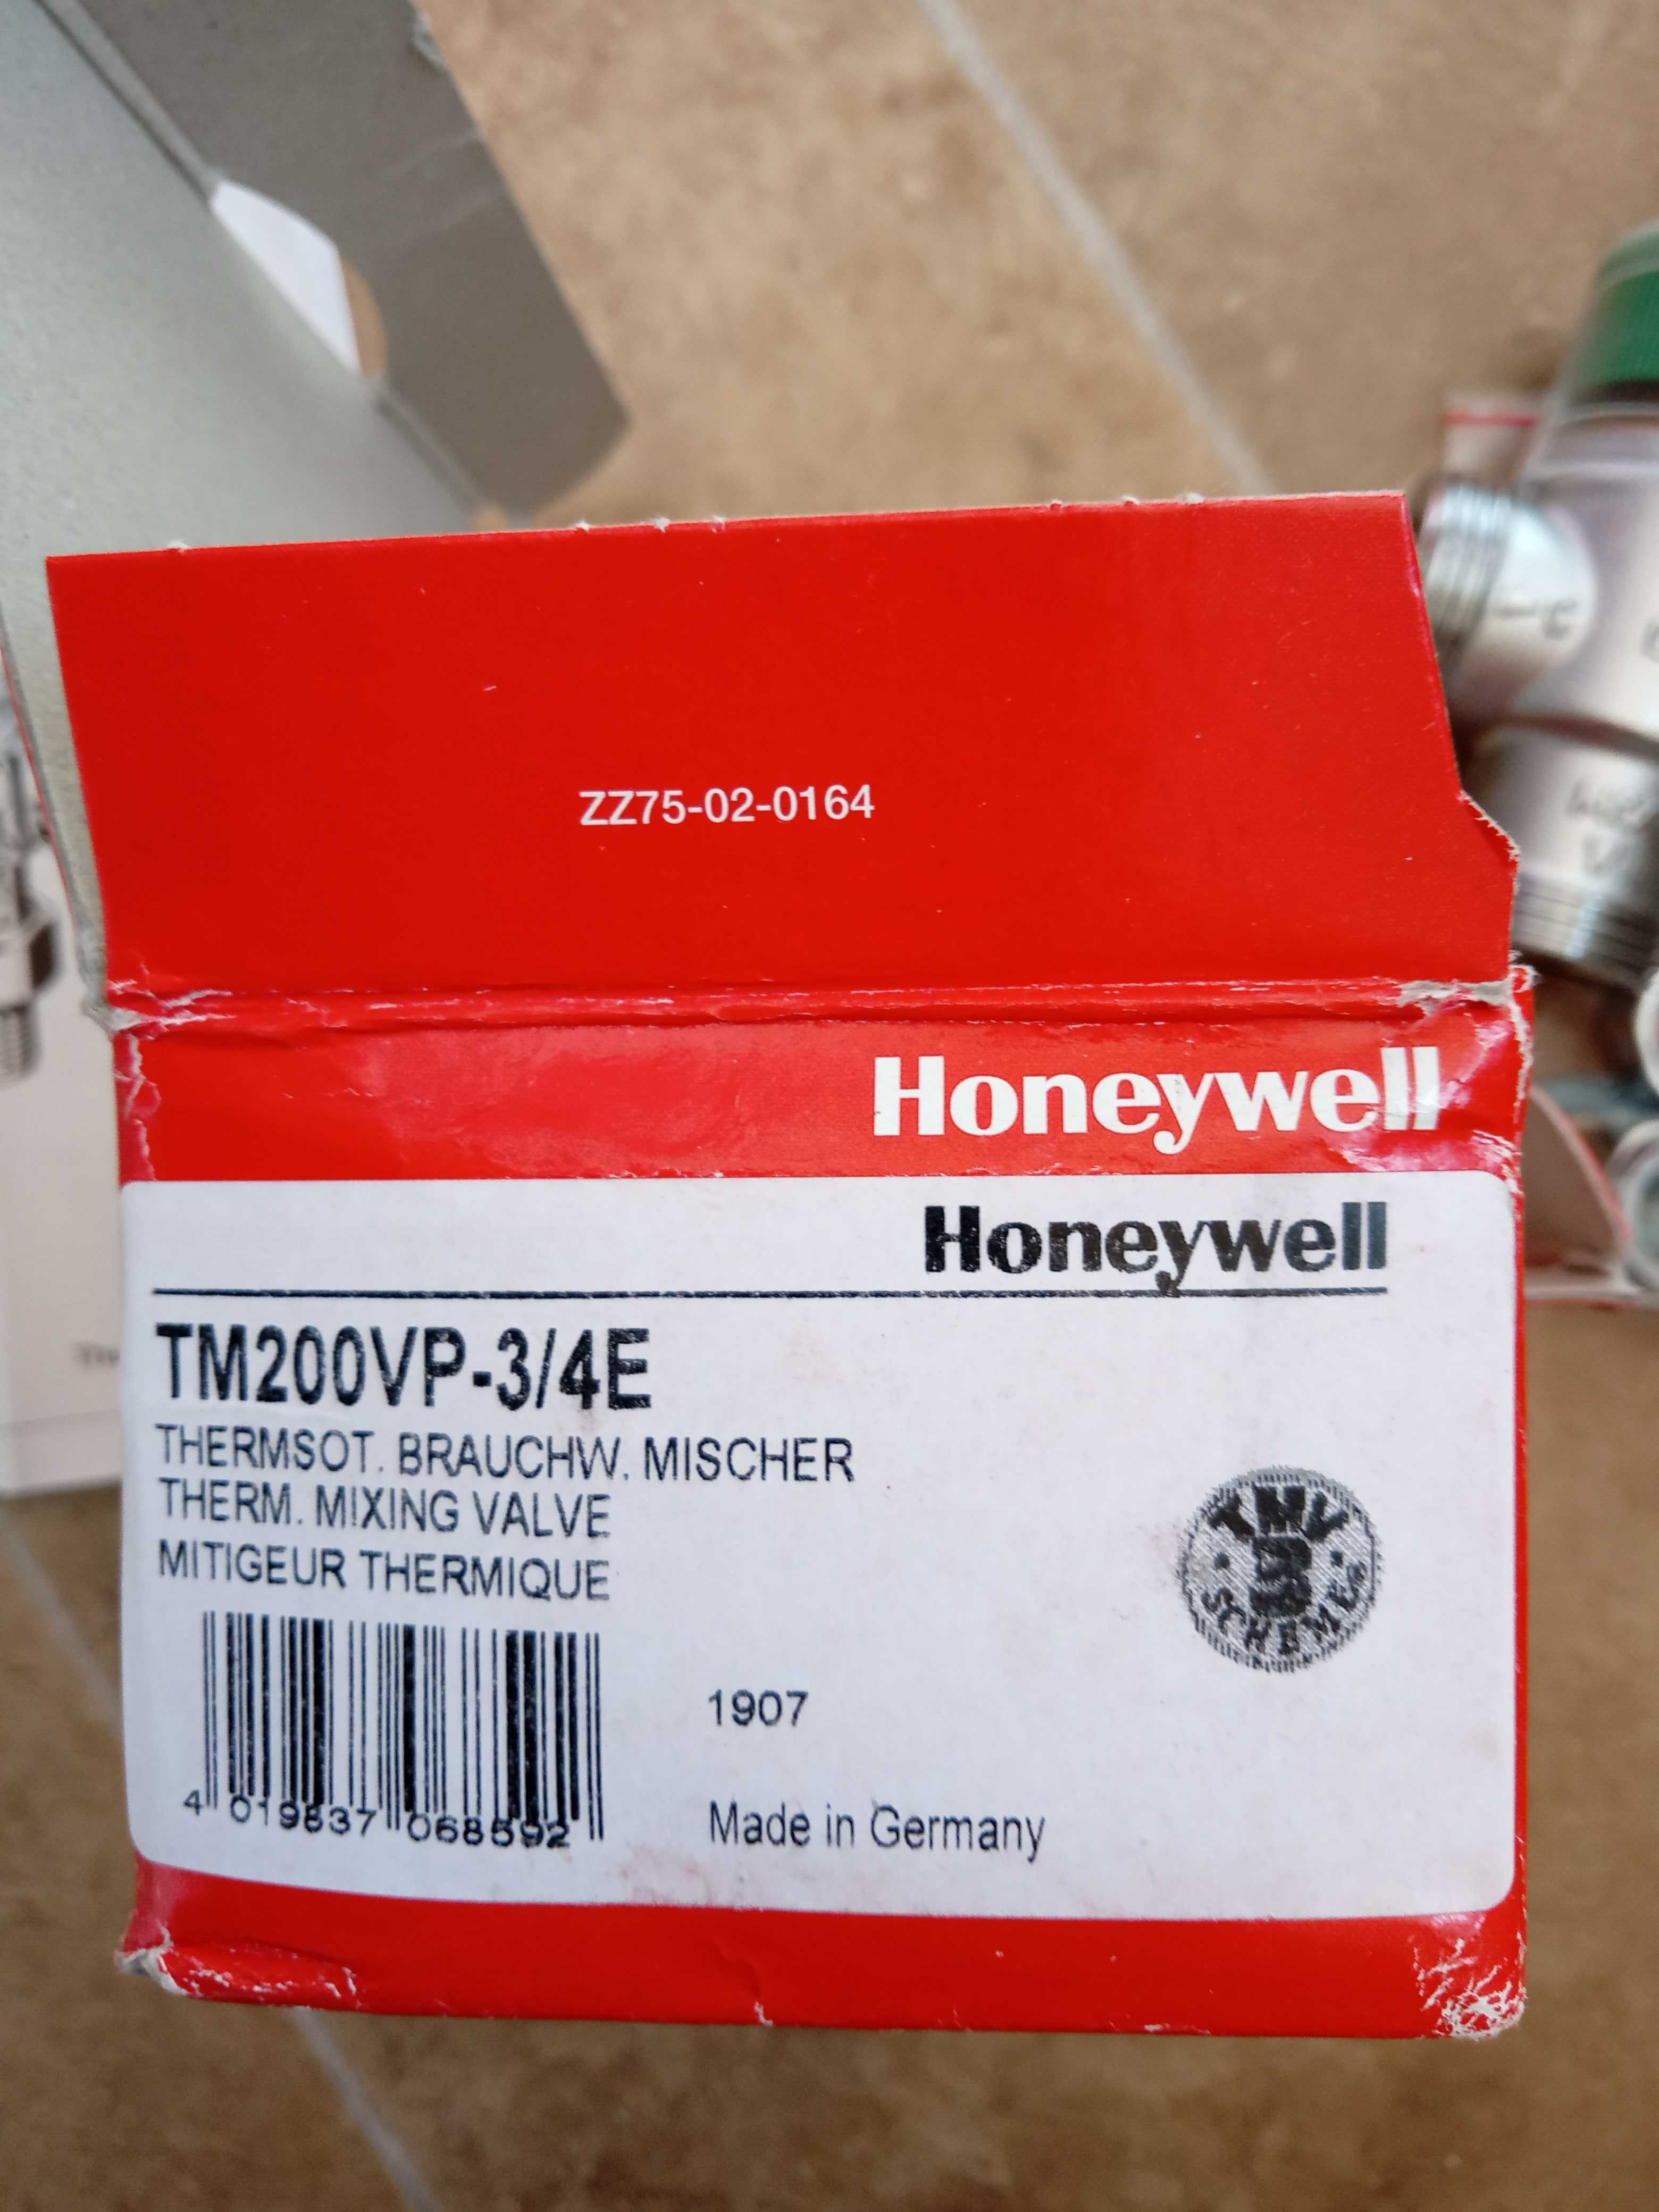 ZZ75-02-0164
Honeywell
Honeywell
TM200VP-3/4E
THERMSOT. BRAUCHW. MISCHER
THERM. MIXING VALVE
MITIGEUR THERMIQUE
TMV
3
SCHEME
1907
4 019837 068592
Made in Germany